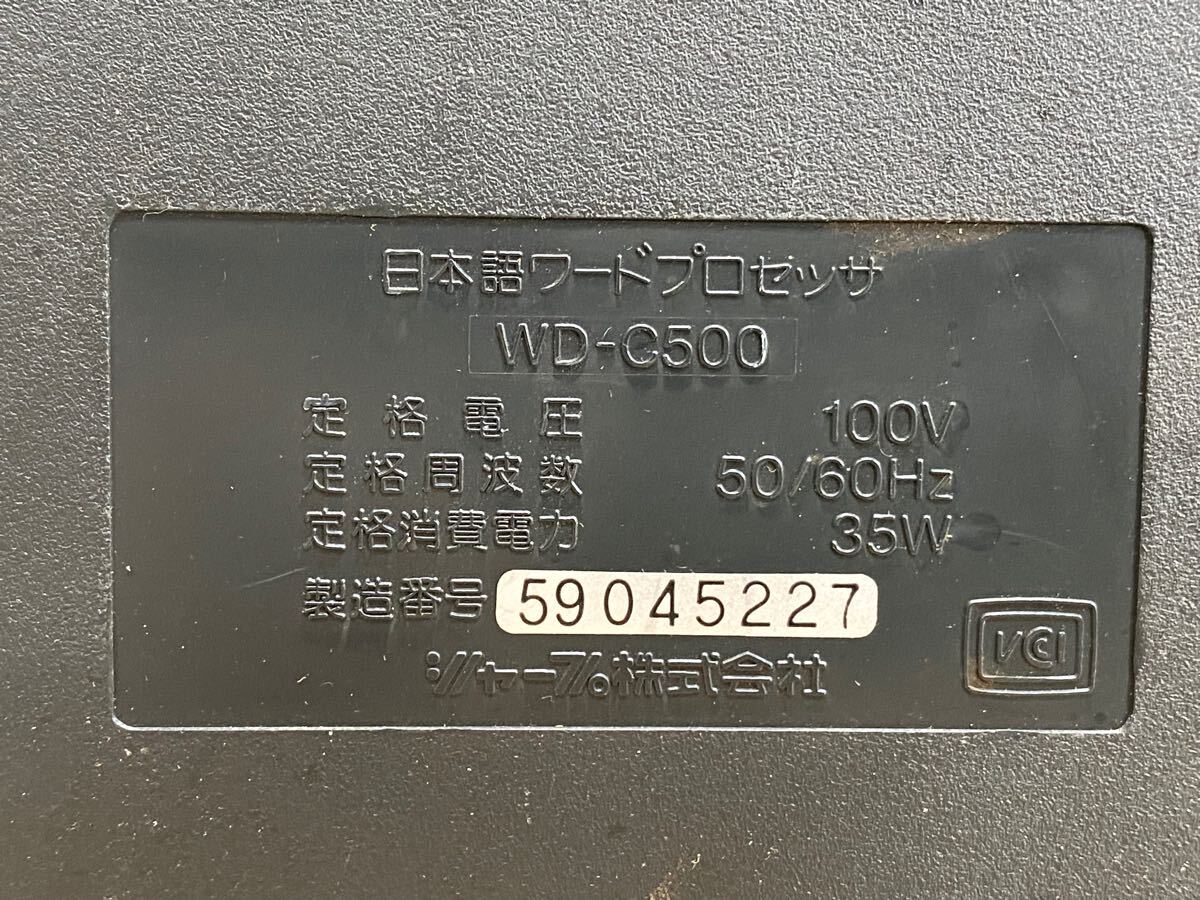 日本語ワードプロセッサ
WD-C500
定格電圧 100V
定格周波数 50/60Hz
定格消費電力 35W
製造番号 59045227
シャープ株式会社
VCI